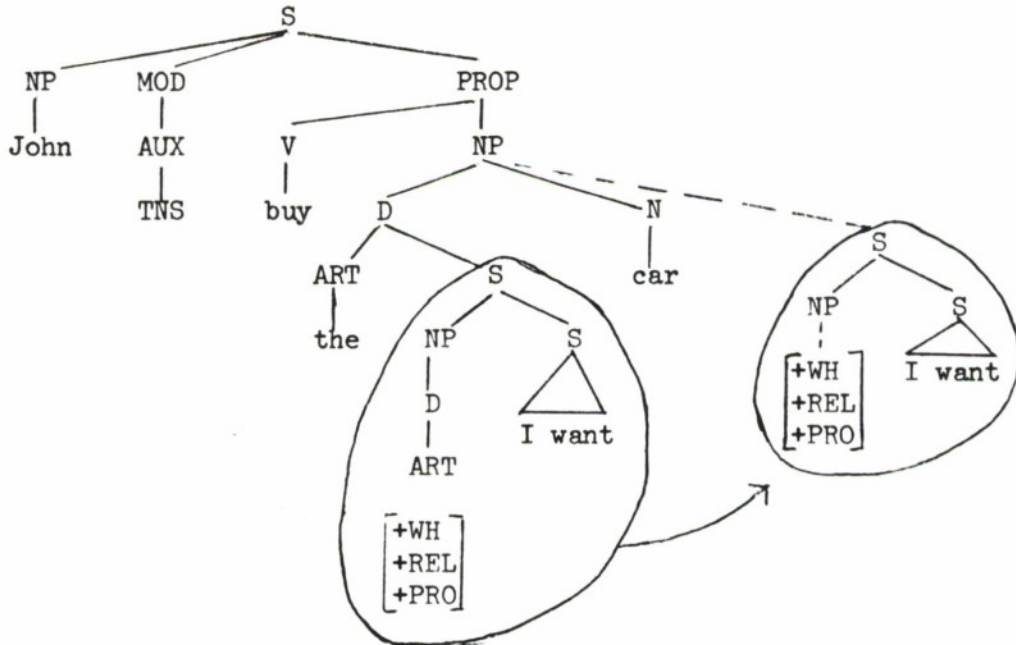 S
NP MOD PROP
John AUX V NP
TNS buy D N
ART S car S
the NP S NP S
D I want [+WH I want
ART +REL
+PRO]
[+WH
+REL
+PRO]